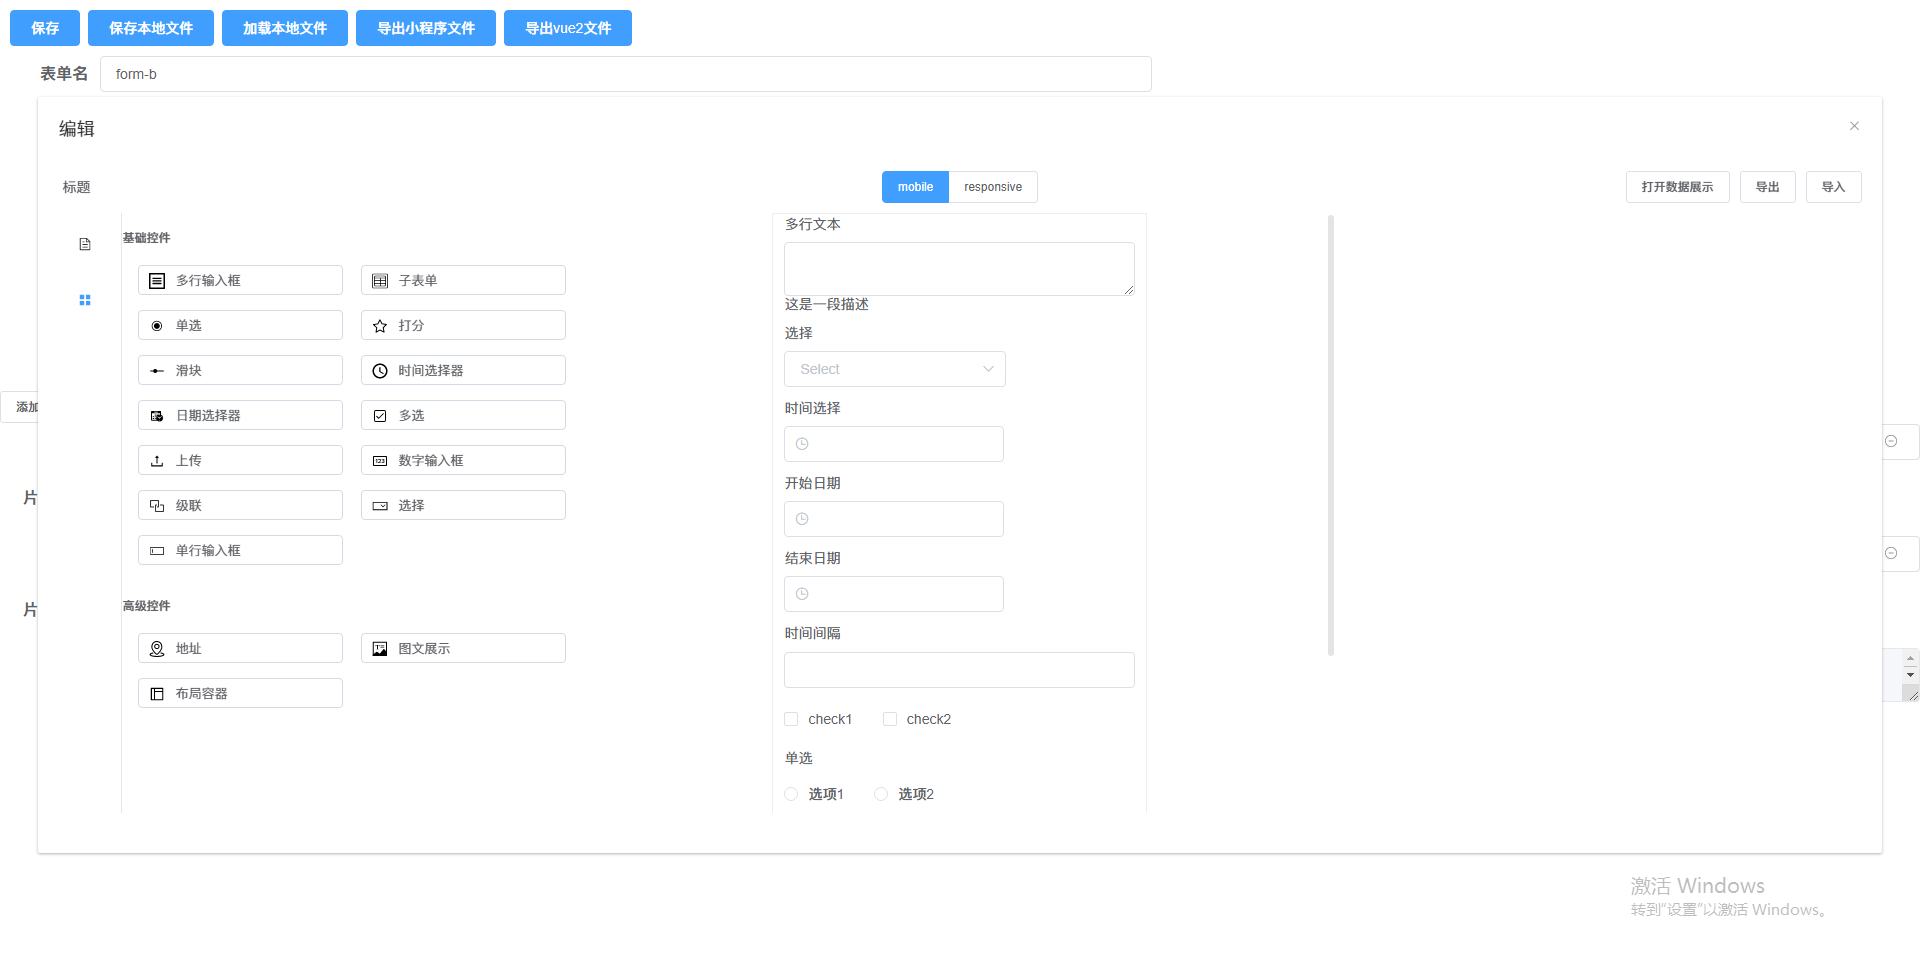 保存 保存本地文件 加载本地文件 导出小程序文件 导出vue2文件
表单名 form-b
编辑
标题 mobile responsive 打开数据展示 导出 导入
基础控件
多行输入框 子表单
单选 打分
滑块 时间选择器
日期选择器 多选
上传 数字输入框
级联 选择
单行输入框
高级控件
地址 图文展示
布局容器
多行文本
这是一段描述
选择
Select
时间选择
开始日期
结束日期
时间间隔
check1 check2
单选
选项1 选项2
添加
片
片
激活 Windows
转到“设置”以激活 Windows。